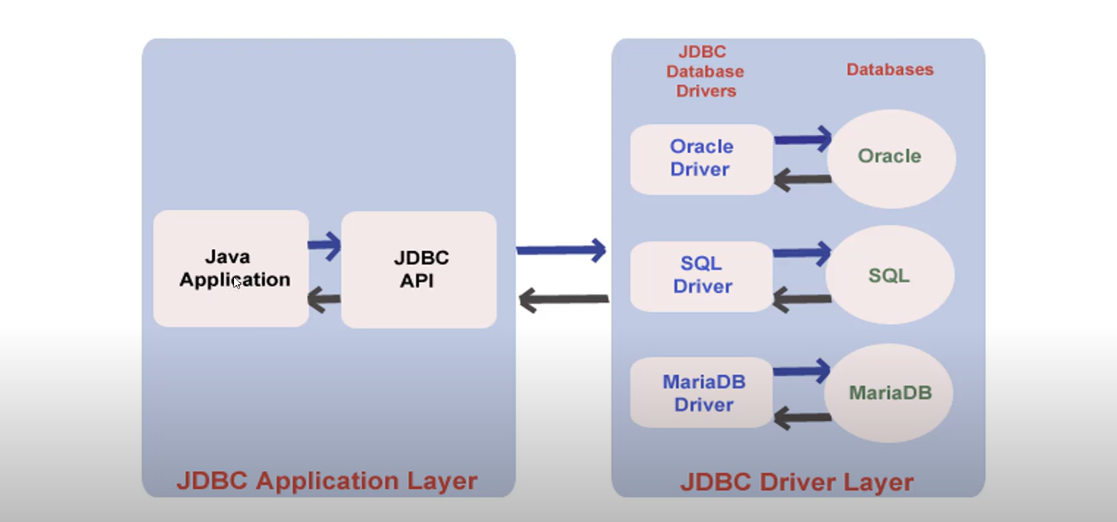 Java
Application
JDBC
API
JDBC Application Layer
JDBC
Database
Drivers
Databases
Oracle
Driver
Oracle
SQL
Driver
SQL
MariaDB
Driver
MariaDB
JDBC Driver Layer